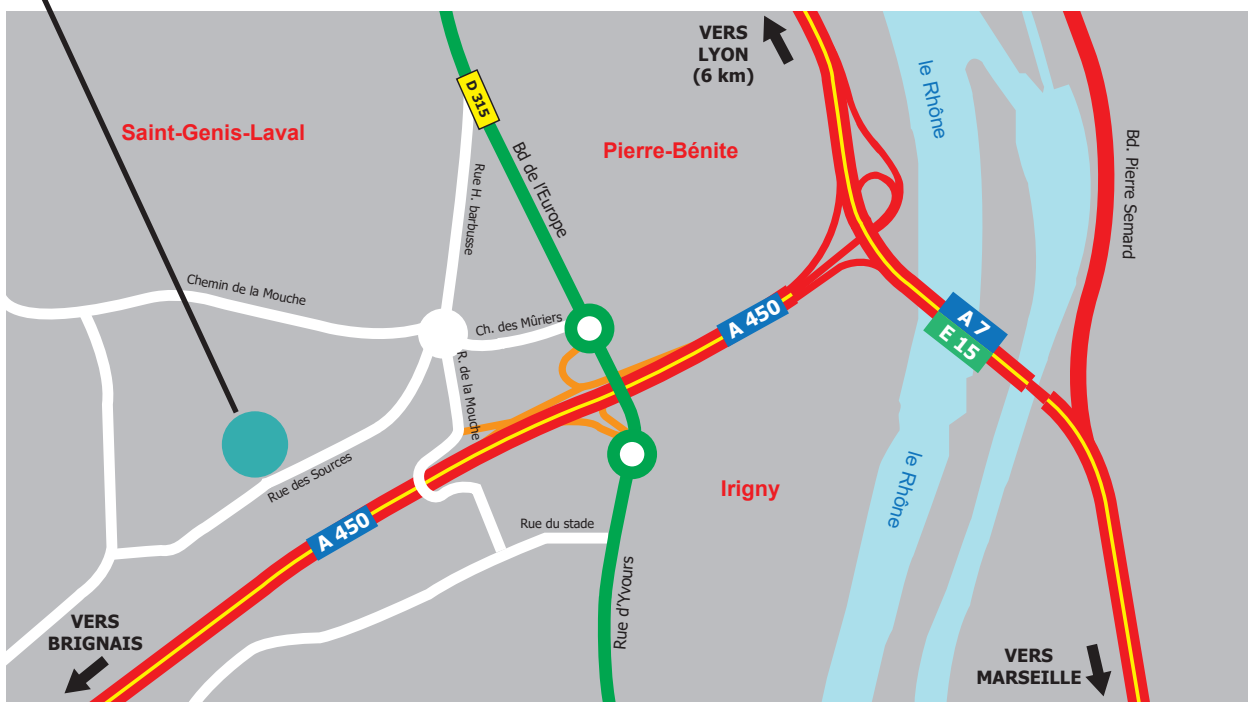 VERS
LYON
(6 km)
le Rhône
D 315
Saint-Genis-Laval
Pierre-Bénite
Bd de l'Europe
Rue H. barbusse
Bd. Pierre Semard
Chemin de la Mouche
Ch. des Mûriers
A 450
A 7
E 15
R. de la Mouche
Rue des Sources
le Rhône
Irigny
A 450
Rue du stade
Rue d'Yvours
VERS
BRIGNAIS
VERS
MARSEILLE